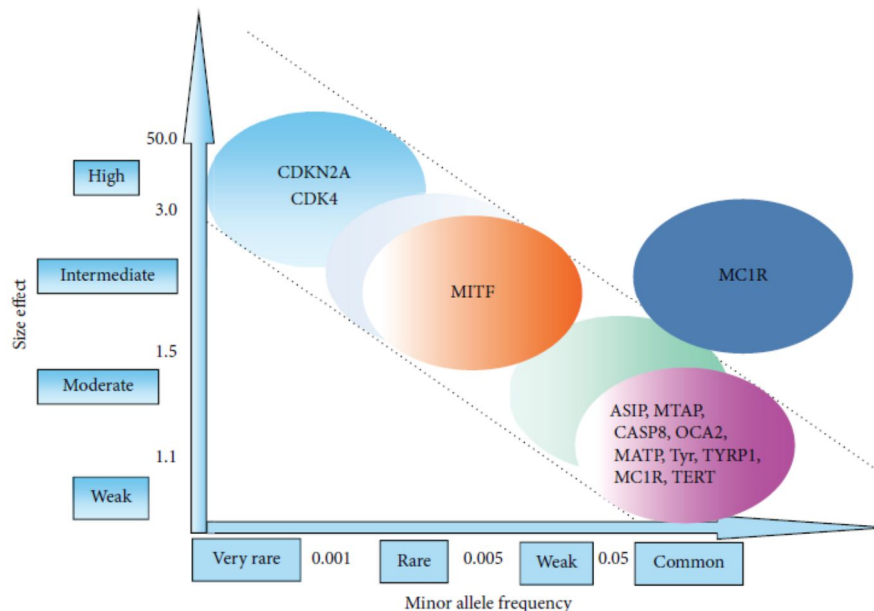 50.0
High
CDKN2A
CDK4
3.0
MC1R
Intermediate
MITF
Size effect
1.5
Moderate
ASIP, MTAP,
CASP8, OCA2,
MATP, Tyr, TYRP1,
MC1R, TERT
1.1
Weak
Very rare 0.001 Rare 0.005 Weak 0.05 Common
Minor allele frequency